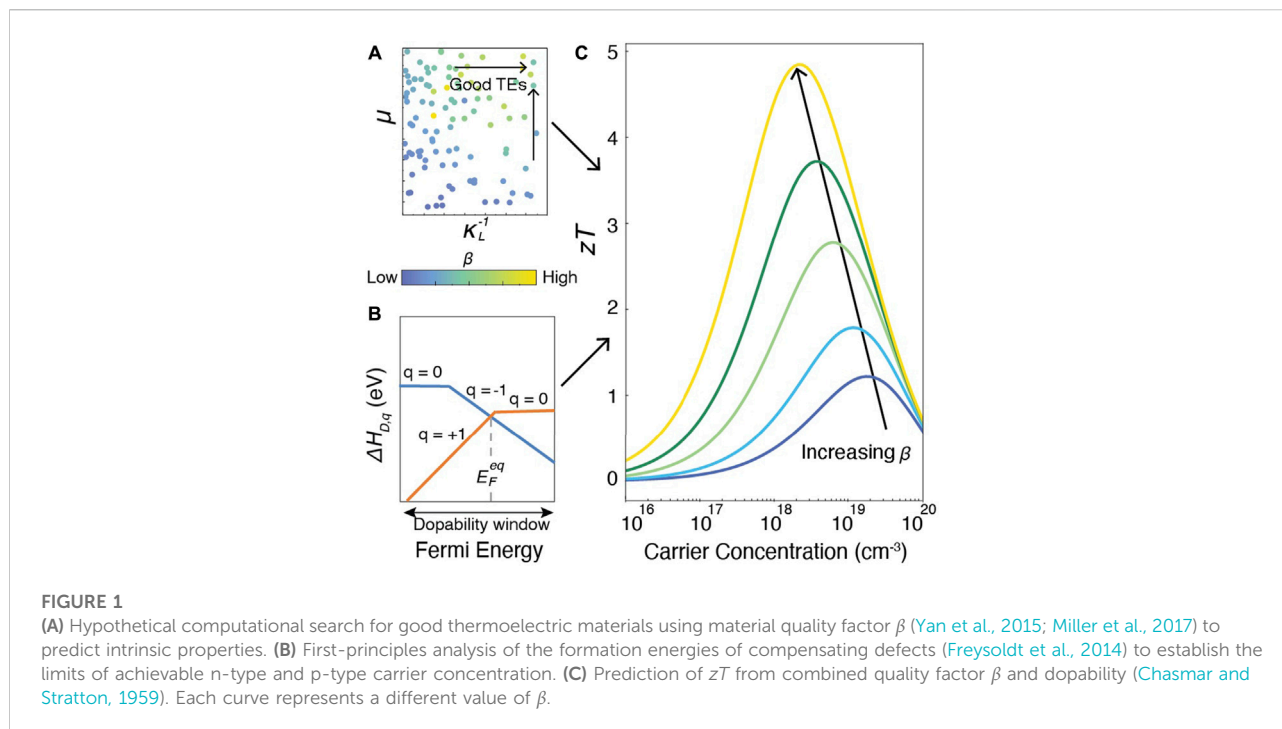 A
μ
Good TEs
κ_L^-1
β
Low
High
B
ΔH_D,q (eV)
q = 0
q = -1
q = 0
q = +1
E_F^eq
Dopability window
Fermi Energy
C
zT
5
4
3
2
1
0
Increasing β
10^16 10^17 10^18 10^19 10^20
Carrier Concentration (cm^-3)
FIGURE 1
(A) Hypothetical computational search for good thermoelectric materials using material quality factor β (Yan et al., 2015; Miller et al., 2017) to
predict intrinsic properties. (B) First-principles analysis of the formation energies of compensating defects (Freysoldt et al., 2014) to establish the
limits of achievable n-type and p-type carrier concentration. (C) Prediction of zT from combined quality factor β and dopability (Chasmar and
Stratton, 1959). Each curve represents a different value of β.